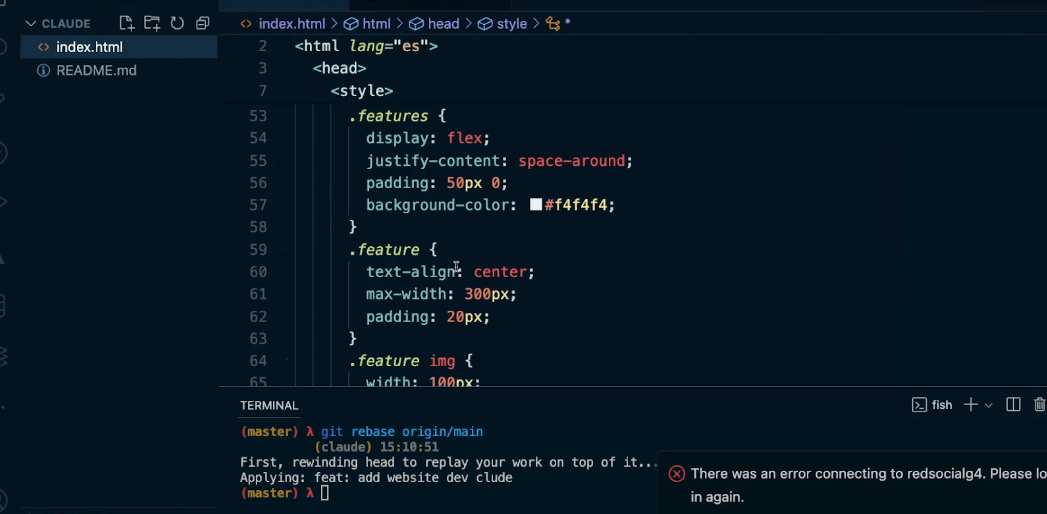 CLAUDE
index.html
README.md
index.html > html > head > style > *
2 <html lang="es">
3 <head>
7 <style>
53 .features {
54 display: flex;
55 justify-content: space-around;
56 padding: 50px 0;
57 background-color: #f4f4f4;
58 }
59 .feature {
60 text-align: center;
61 max-width: 300px;
62 padding: 20px;
63 }
64 .feature img {
65 width: 100px;
TERMINAL
fish
(master) λ git rebase origin/main
(claude) 15:10:51
First, rewinding head to replay your work on top of it...
Applying: feat: add website dev clude
(master) λ
There was an error connecting to redsocialg4. Please lo
in again.